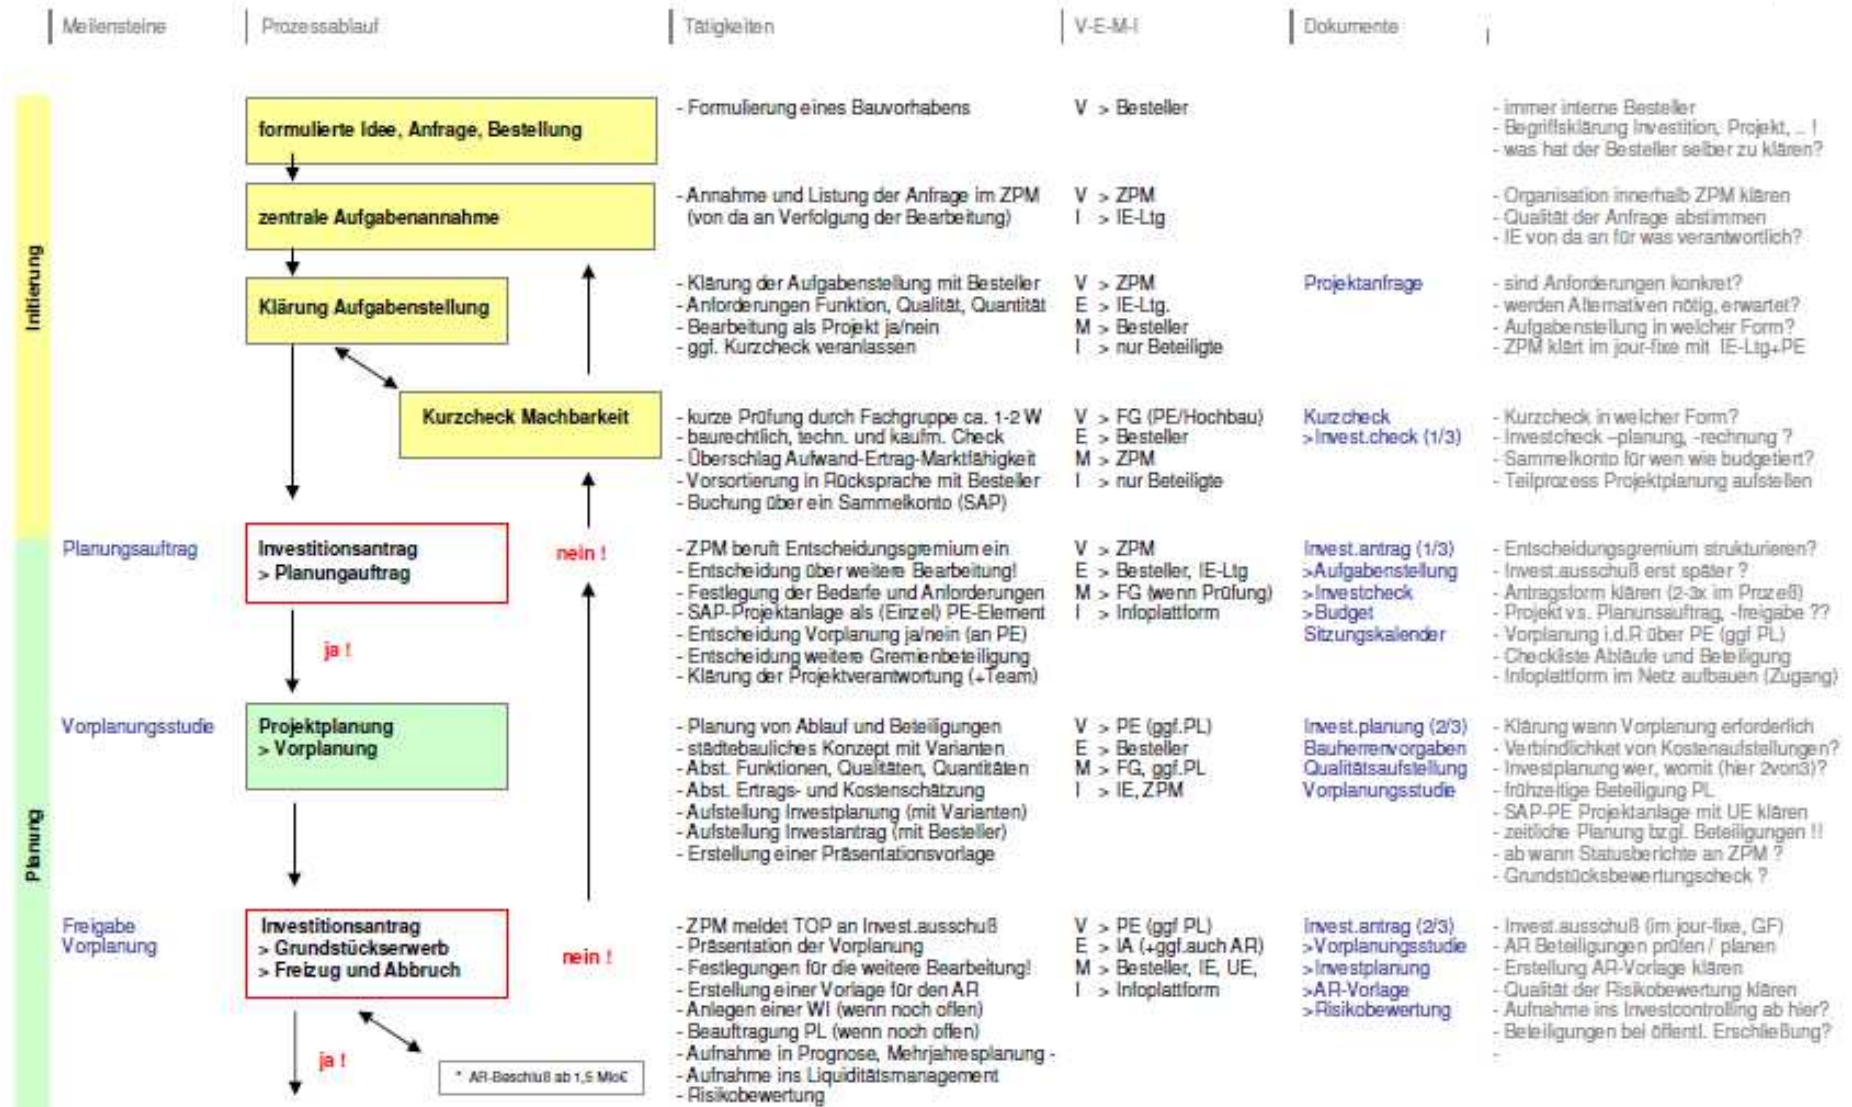 Meilensteine
Prozessablauf
Tätigkeiten
V-E-M-I
Dokumente
Initiierung
formulierte Idee, Anfrage, Bestellung
- Formulierung eines Bauvorhabens
V > Besteller
- immer interne Besteller
- Begriffsklärung Investition, Projekt, .. !
- was hat der Besteller selber zu klären?
zentrale Aufgabenannahme
- Annahme und Listung der Anfrage im ZPM
(von da an Verfolgung der Bearbeitung)
V > ZPM
I > IE-Ltg
- Organisation innerhalb ZPM klären
- Qualität der Anfrage abstimmen
- IE von da an für was verantwortlich?
Klärung Aufgabenstellung
- Klärung der Aufgabenstellung mit Besteller
- Anforderungen Funktion, Qualität, Quantität
- Bearbeitung als Projekt ja/nein
- ggf. Kurzcheck veranlassen
V > ZPM
E > IE-Ltg.
M > Besteller
I > nur Beteiligte
Projektanfrage
- sind Anforderungen konkret?
- werden Alternativen nötig, erwartet?
- Aufgabenstellung in welcher Form?
- ZPM klärt im jour-fixe mit IE-Ltg+PE
Kurzcheck Machbarkeit
- kurze Prüfung durch Fachgruppe ca. 1-2 W
- baurechtlich, techn. und kaufm. Check
- Überschlag Aufwand-Ertrag-Marktfähigkeit
- Vorsortierung in Rücksprache mit Besteller
- Buchung über ein Sammelkonto (SAP)
V > FG (PE/Hochbau)
E > Besteller
M > ZPM
I > nur Beteiligte
Kurzcheck
>Invest.check (1/3)
- Kurzcheck in welcher Form?
- Investcheck –planung, -rechnung ?
- Sammelkonto für wen wie budgetiert?
- Teilprozess Projektplanung aufstellen
Planung
Planungsauftrag
Investitionsantrag
> Planungauftrag
nein !
ja !
- ZPM beruft Entscheidungsgremium ein
- Entscheidung über weitere Bearbeitung!
- Festlegung der Bedarfe und Anforderungen
- SAP-Projektanlage als (Einzel) PE-Element
- Entscheidung Vorplanung ja/nein (an PE)
- Entscheidung weitere Gremienbeteiligung
- Klärung der Projektverantwortung (+Team)
V > ZPM
E > Besteller, IE-Ltg
M > FG (wenn Prüfung)
I > Infoplattform
Invest.antrag (1/3)
>Aufgabenstellung
>Investcheck
>Budget
Sitzungskalender
- Entscheidungsgremium strukturieren?
- Invest.ausschuß erst später ?
- Antragsform klären (2-3x im Prozeß)
- Projekt vs. Planunsauftrag, -freigabe ??
- Vorplanung i.d.R über PE (ggf PL)
- Checkliste Abläufe und Beteiligung
- Infoplattform im Netz aufbauen (Zugang)
Vorplanungsstudie
Projektplanung
> Vorplanung
- Planung von Ablauf und Beteiligungen
- städtebauliches Konzept mit Varianten
- Abst. Funktionen, Qualitäten, Quantitäten
- Abst. Ertrags- und Kostenschätzung
- Aufstellung Investplanung (mit Varianten)
- Aufstellung Investantrag (mit Besteller)
- Erstellung einer Präsentationsvorlage
V > PE (ggf.PL)
E > Besteller
M > FG, ggf.PL
I > IE, ZPM
Invest.planung (2/3)
Bauherrenvorgaben
Qualitätsaufstellung
Vorplanungsstudie
- Klärung wann Vorplanung erforderlich
- Verbindlichket von Kostenaufstellungen?
- Investplanung wer, womit (hier 2von3)?
- frühzeitige Beteiligung PL
- SAP-PE Projektanlage mit UE klären
- zeitliche Planung bzgl. Beteiligungen !!
- ab wann Statusberichte an ZPM ?
- Grundstücksbewertungscheck ?
Freigabe
Vorplanung
Investitionsantrag
> Grundstückserwerb
> Freizug und Abbruch
nein !
ja !
* AR-Beschluß ab 1,5 Mio€
- ZPM meldet TOP an Invest.ausschuß
- Präsentation der Vorplanung
- Festlegungen für die weitere Bearbeitung!
- Erstellung einer Vorlage für den AR
- Anlegen einer WI (wenn noch offen)
- Beauftragung PL (wenn noch offen)
- Aufnahme in Prognose, Mehrjahresplanung -
- Aufnahme ins Liquiditätsmanagement
- Risikobewertung
V > PE (ggf PL)
E > IA (+ggf.auch AR)
M > Besteller, IE, UE,
I > Infoplattform
Invest.antrag (2/3)
>Vorplanungsstudie
>Investplanung
>AR-Vorlage
>Risikobewertung
- Invest.ausschuß (im jour-fixe, GF)
- AR Beteiligungen prüfen / planen
- Erstellung AR-Vorlage klären
- Qualität der Risikobewertung klären
- Aufnahme ins Investcontrolling ab hier?
- Beteiligungen bei öffentl. Erschließung?
-